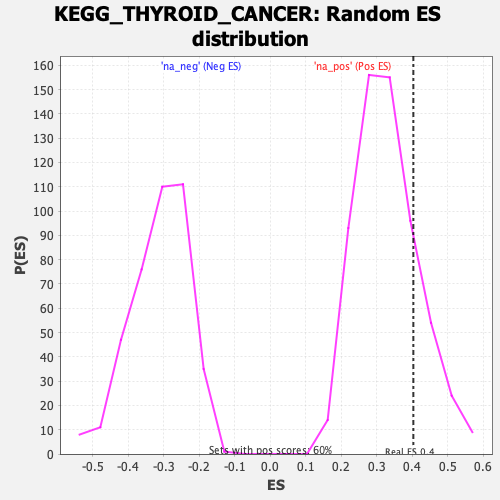 KEGG_THYROID_CANCER: Random ES
distribution
'na_neg' (Neg ES)
'na_pos' (Pos ES)
160
150
140
130
120
110
100
90
80
70
60
50
40
30
20
10
0
P(ES)
Sets with pos scores: 60%
Real ES 0.4
-0.5 -0.4 -0.3 -0.2 -0.1 0.0 0.1 0.2 0.3 0.4 0.5 0.6
ES